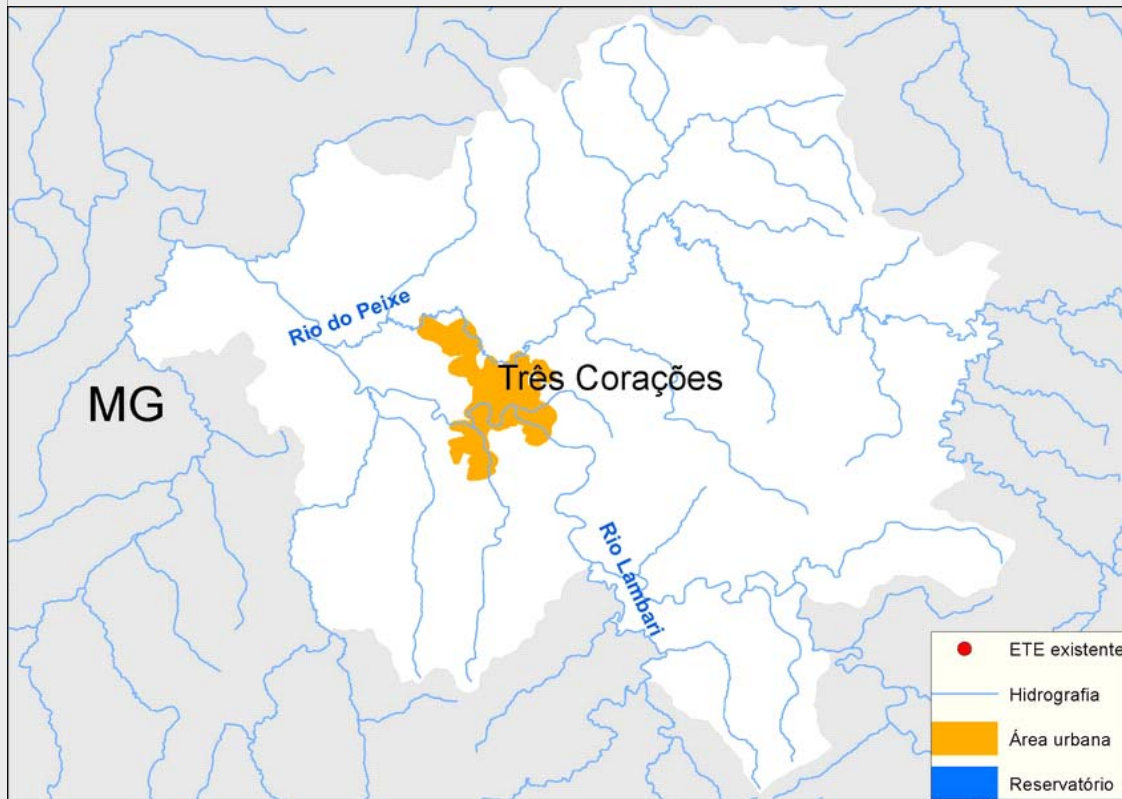 Rio do Peixe
Três Corações
MG
Rio Lambari
ETE existente
Hidrografia
Área urbana
Reservatório